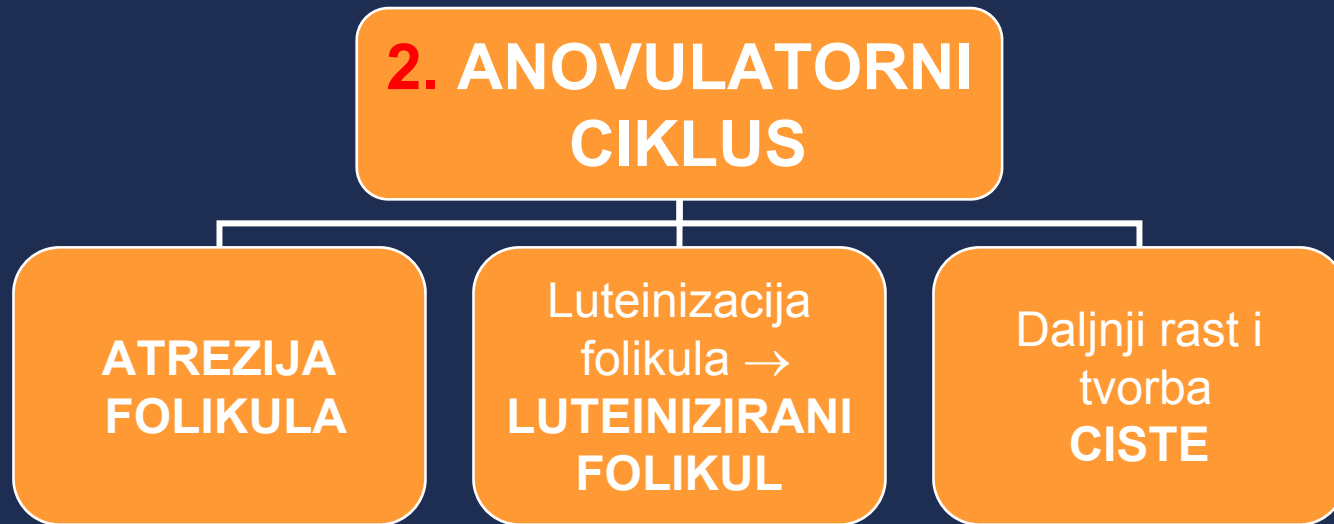 2. ANOVULATORNI
CIKLUS
ATREZIJA
FOLIKULA
Luteinizacija
folikula →
LUTEINIZIRANI
FOLIKUL
Daljnji rast i
tvorba
CISTE